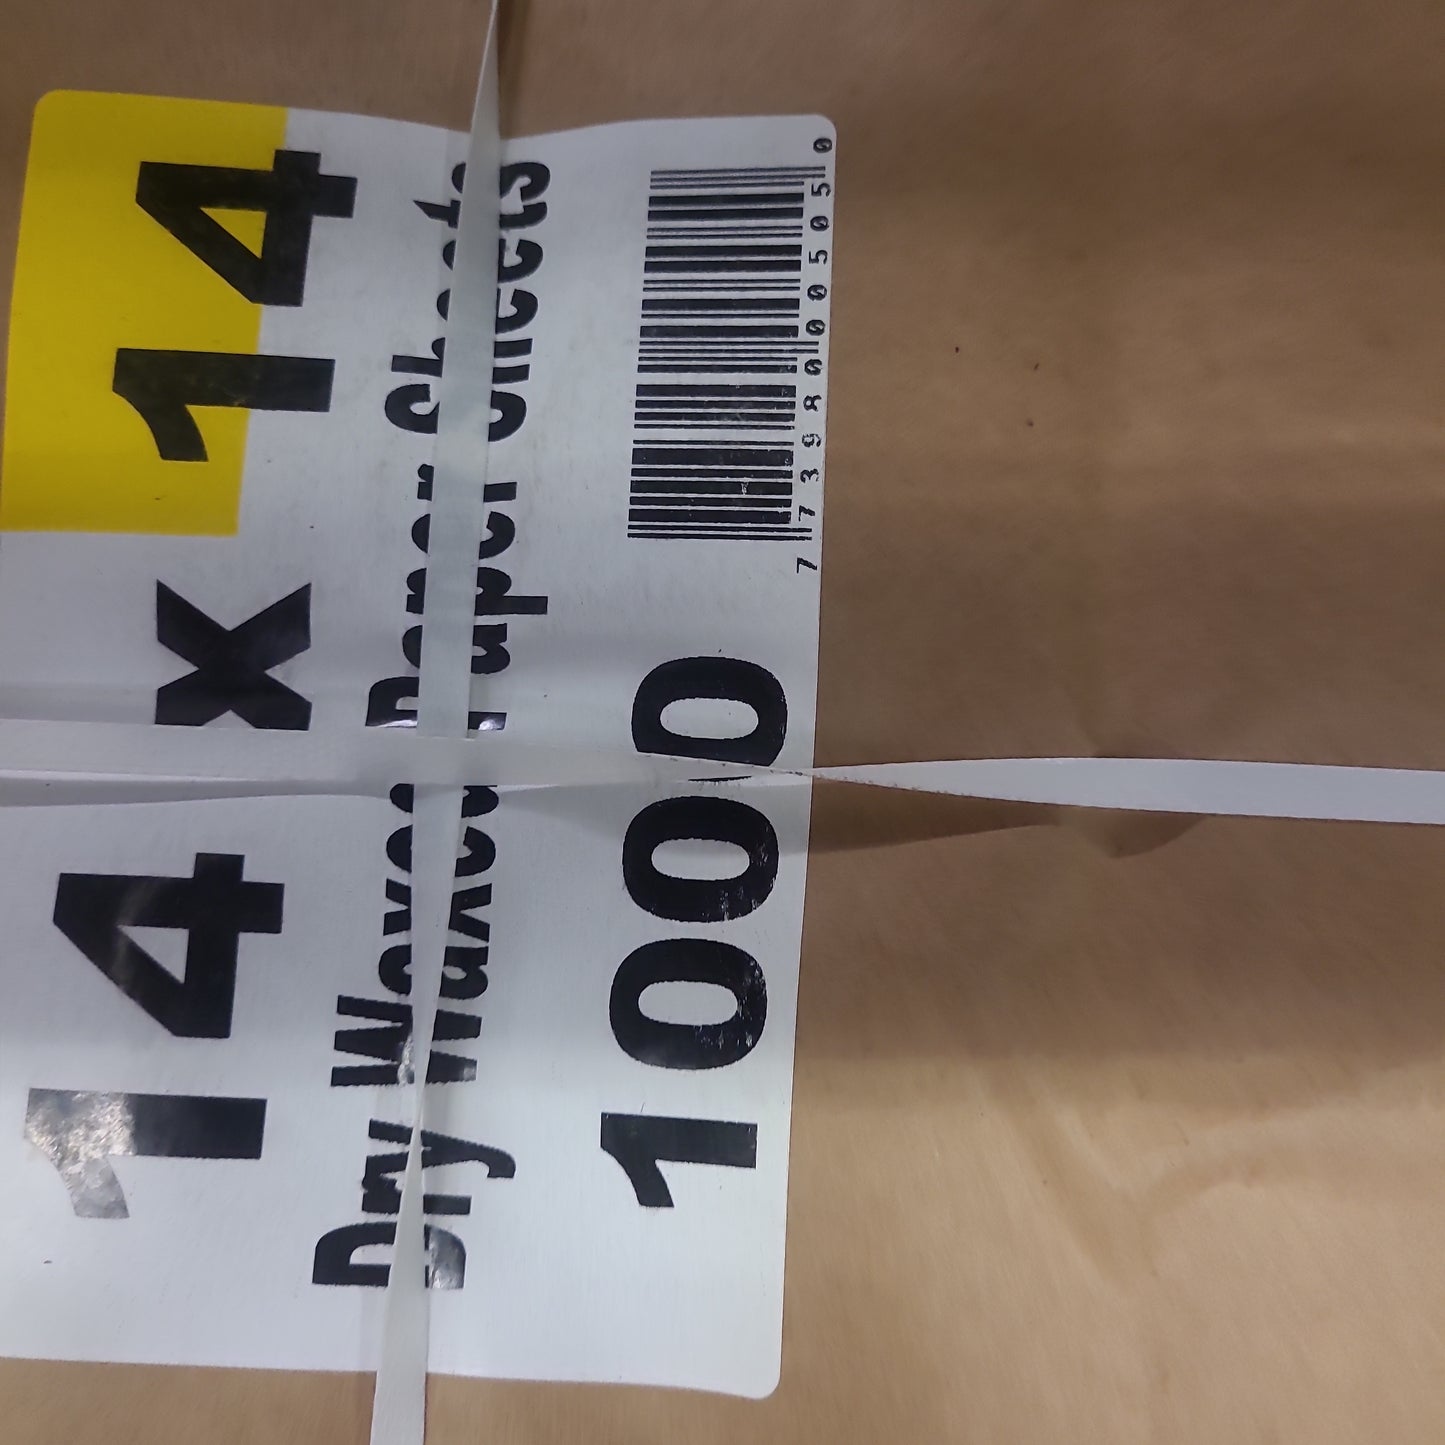 14 x 14
Dry Waxed Paper Sheets
1000
7 73980 00505 0